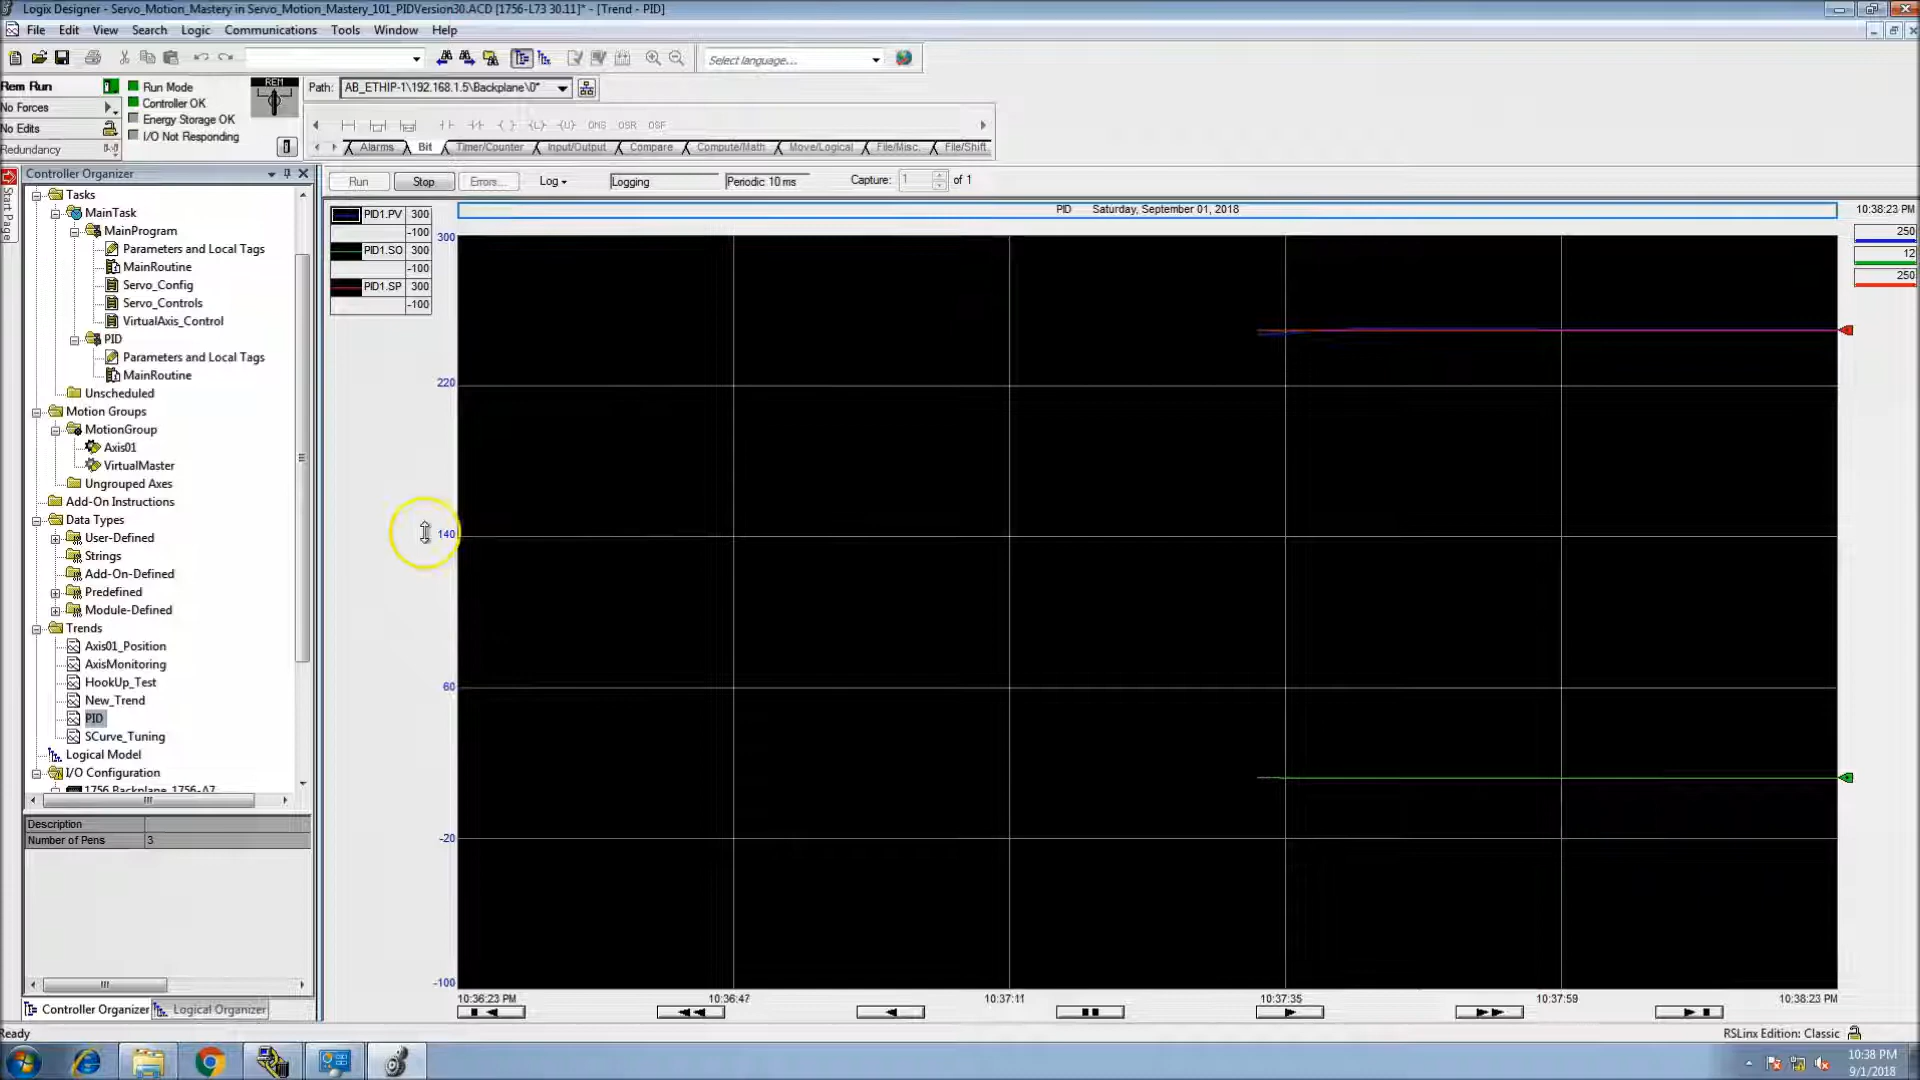 Logix Designer - Servo_Motion_Mastery in Servo_Motion_Mastery_101_PIDVersion30.ACD [1756-L73 30.11]* - [Trend - PID]
File Edit View Search Logic Communications Tools Window Help
Select language...
Rem Run
No Forces
No Edits
Redundancy
Run Mode
Controller OK
Energy Storage OK
I/O Not Responding
REM
Path: AB_ETHIP-1\192.168.1.5\Backplane\0*
ONS OSR OSF
Alarms Bit Timer/Counter Input/Output Compare Compute/Math Move/Logical File/Misc. File/Shift
Start Page
Controller Organizer
Tasks
MainTask
MainProgram
Parameters and Local Tags
MainRoutine
Servo_Config
Servo_Controls
VirtualAxis_Control
PID
Parameters and Local Tags
MainRoutine
Unscheduled
Motion Groups
MotionGroup
Axis01
VirtualMaster
Ungrouped Axes
Add-On Instructions
Data Types
User-Defined
Strings
Add-On-Defined
Predefined
Module-Defined
Trends
Axis01_Position
AxisMonitoring
HookUp_Test
New_Trend
PID
SCurve_Tuning
Logical Model
I/O Configuration
1756 Backplane, 1756-A7
Description
Number of Pens 3
Controller Organizer Logical Organizer
Run Stop Errors... Log Logging Periodic 10 ms Capture: 1 of 1
PID1.PV 300
-100
PID1.SO 300
-100
PID1.SP 300
-100
PID Saturday, September 01, 2018
10:38:23 PM
250
12
250
300
220
140
60
-20
-100
10:36:23 PM 10:36:47 10:37:11 10:37:35 10:37:59 10:38:23 PM
Ready
RSLinx Edition: Classic
10:38 PM
9/1/2018